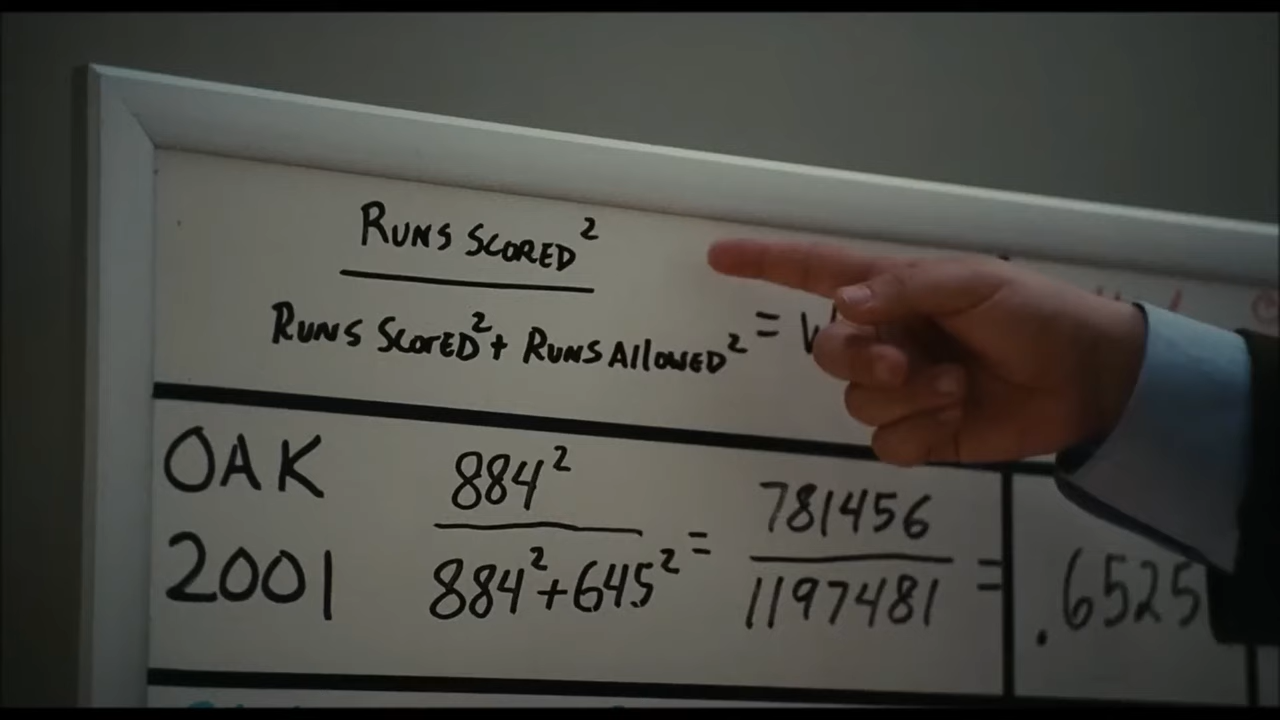 RUNS SCORED²
RUNS SCORED² + RUNS ALLOWED² = W
OAK 884² 781456
2001 884² + 645² = 1197481 = .6525